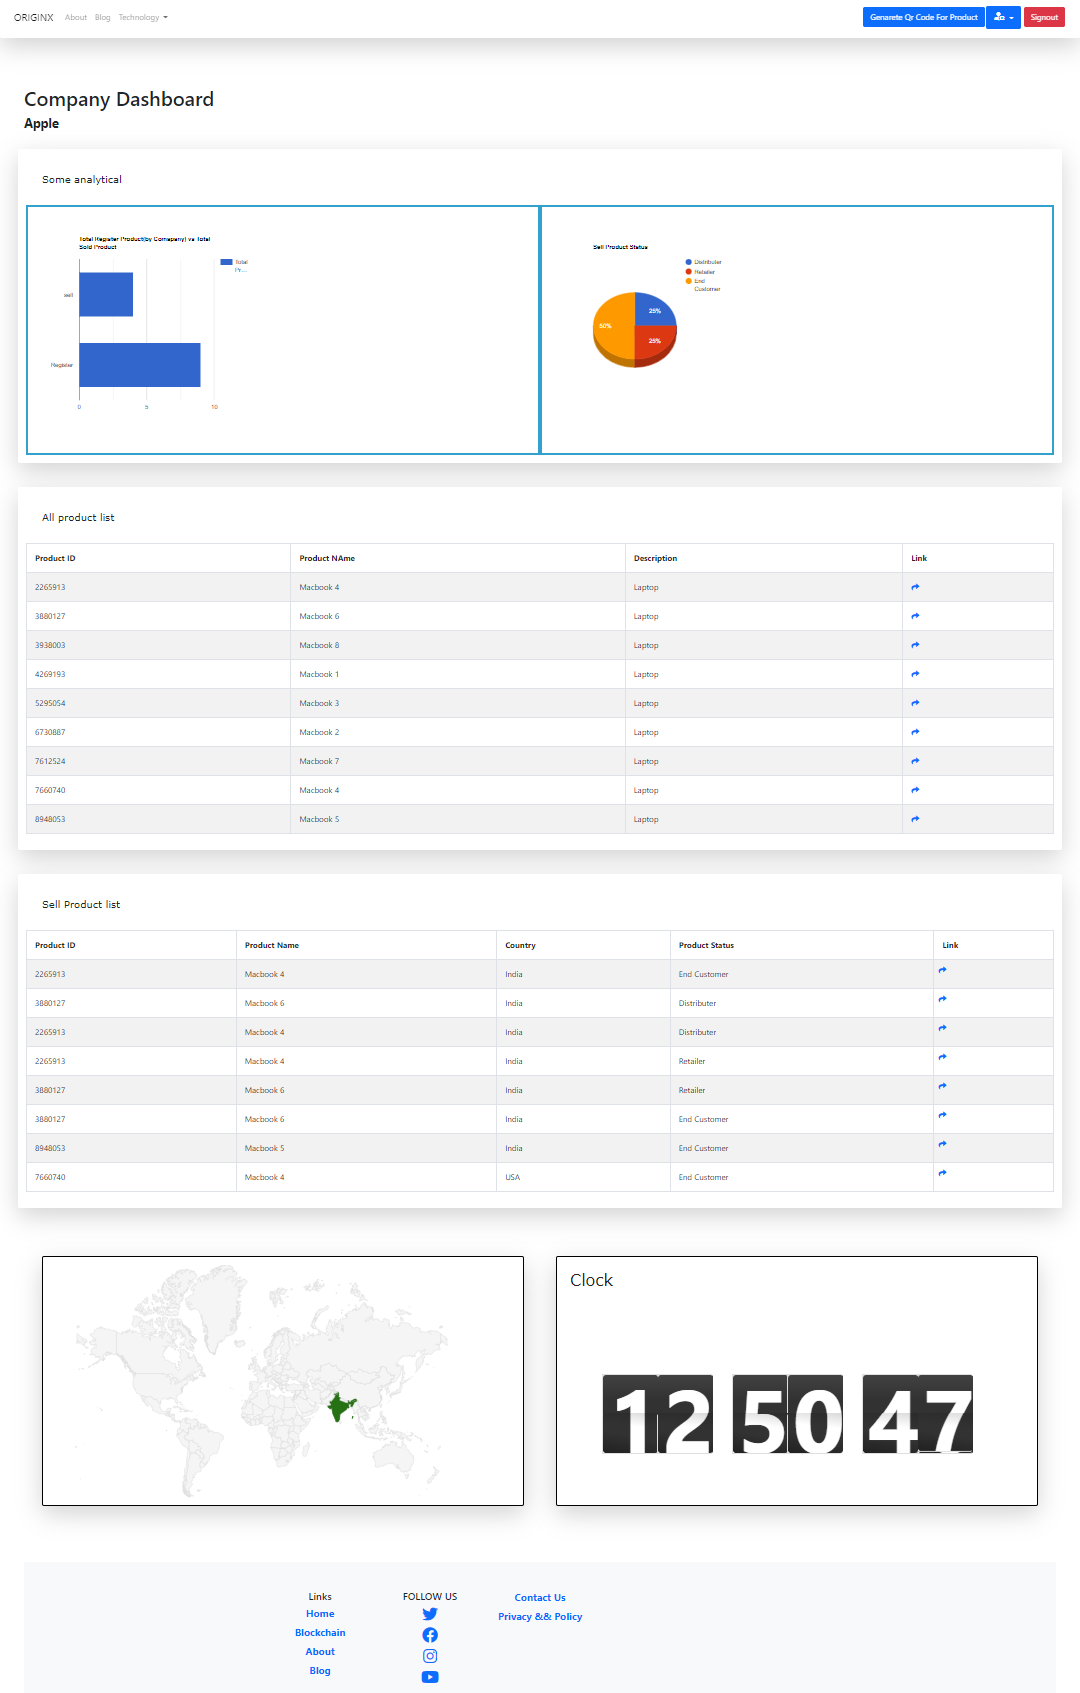 ORIGINX About Blog Technology Genarete Qr Code For Product Signout
Company Dashboard
Apple
Some analytical
Total Register Product(by Comapany) vs Total
Sold Product
Total
Pr...
sell
Register
0 5 10
Sell Product Status
Distributer
Retailer
End
Customer
25%
50%
25%
All product list
Product ID Product NAme Description Link
2265913 Macbook 4 Laptop
3880127 Macbook 6 Laptop
3938003 Macbook 8 Laptop
4269193 Macbook 1 Laptop
5295054 Macbook 3 Laptop
6730887 Macbook 2 Laptop
7612524 Macbook 7 Laptop
7660740 Macbook 4 Laptop
8948053 Macbook 5 Laptop
Sell Product list
Product ID Product Name Country Product Status Link
2265913 Macbook 4 India End Customer
3880127 Macbook 6 India Distributer
2265913 Macbook 4 India Distributer
2265913 Macbook 4 India Retailer
3880127 Macbook 6 India Retailer
3880127 Macbook 6 India End Customer
8948053 Macbook 5 India End Customer
7660740 Macbook 4 USA End Customer
Clock
12 50 47
Links
Home
Blockchain
About
Blog
FOLLOW US
Contact Us
Privacy && Policy